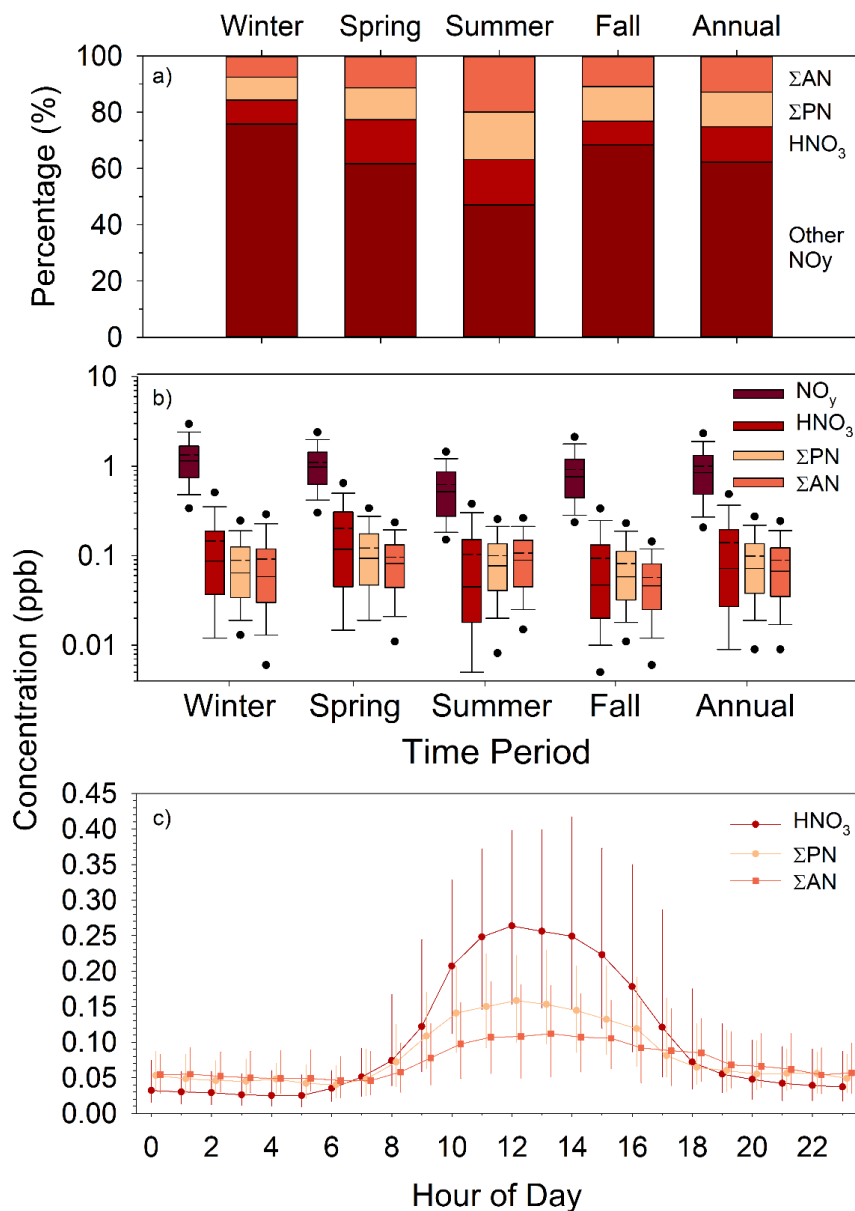 Winter Spring Summer Fall Annual
a)
Percentage (%)
100
80
60
40
20
0
ΣAN
ΣPN
HNO₃
Other
NOy
b)
Concentration (ppb)
10
1
0.1
0.01
NOᵧ
HNO₃
ΣPN
ΣAN
Winter Spring Summer Fall Annual
Time Period
c)
0.45
0.40
0.35
0.30
0.25
0.20
0.15
0.10
0.05
0.00
HNO₃
ΣPN
ΣAN
0 2 4 6 8 10 12 14 16 18 20 22
Hour of Day